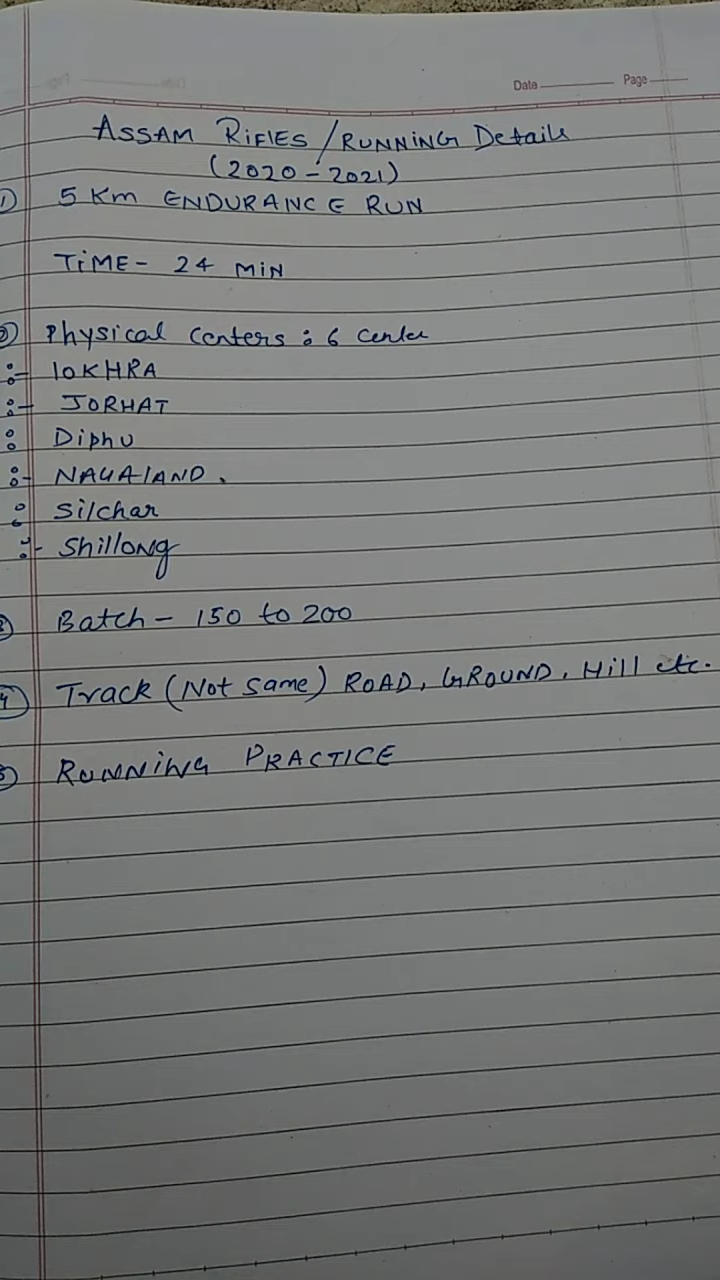 Date Page
ASSAM RIFlES / RUNNiNG Details
(2020-2021)
1) 5 Km ENDURANCE RUN
TiME- 24 MiN
2) Physical Centers : 6 Center
:- lOKHRA
:- JORHAT
: Diphu
:- NAGAlAND.
: Silchar
:- Shillong
3) Batch - 150 to 200
4) Track (Not Same) ROAD, GROUND, Hill etc.
5) RUNNiNG PRACTICE